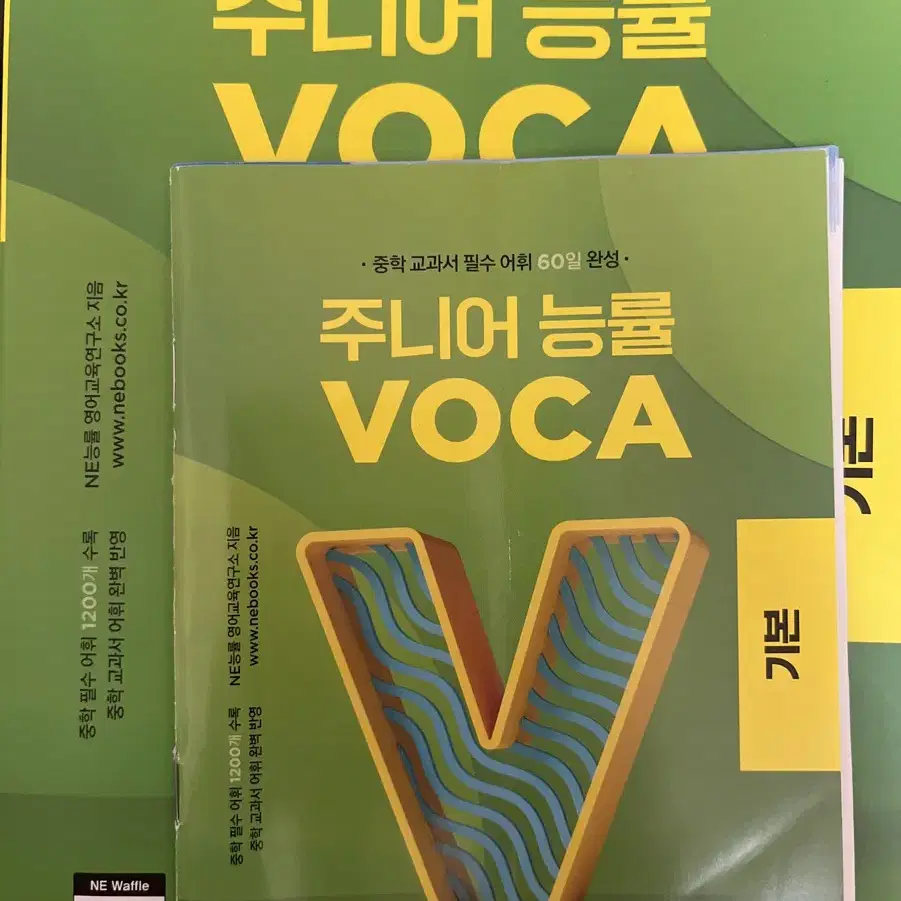 주니어 능률
VOCA
중학 필수 어휘 1200개 수록
중학 교과서 어휘 완벽 반영
NE능률 영어교육연구소 지음
www.nebooks.co.kr
기본
NE Waffle
· 중학 교과서 필수 어휘 60일 완성 ·
주니어 능률
VOCA
중학 필수 어휘 1200개 수록
중학 교과서 어휘 완벽 반영
NE능률 영어교육연구소 지음
www.nebooks.co.kr
기본